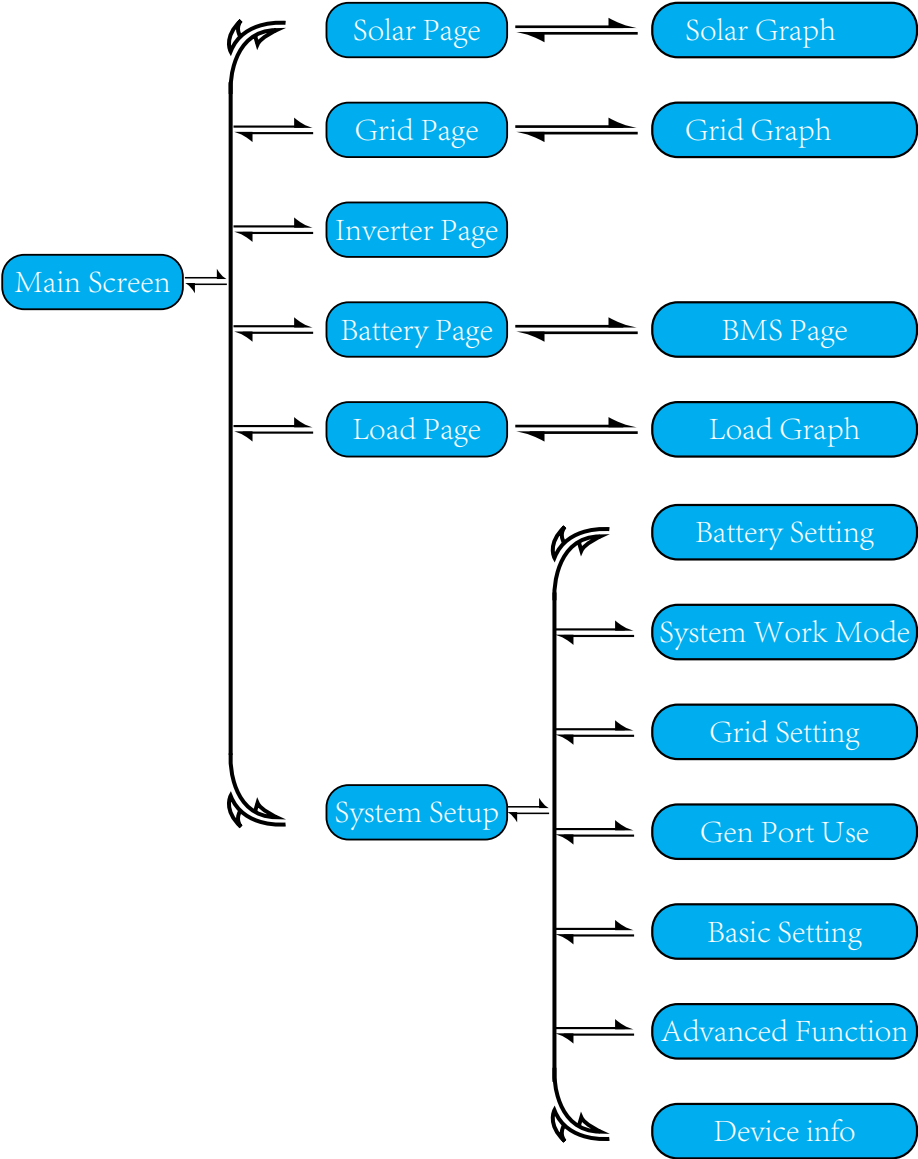 Solar Page
Solar Graph
Grid Page
Grid Graph
Inverter Page
Main Screen
Battery Page
BMS Page
Load Page
Load Graph
Battery Setting
System Work Mode
Grid Setting
System Setup
Gen Port Use
Basic Setting
Advanced Function
Device info